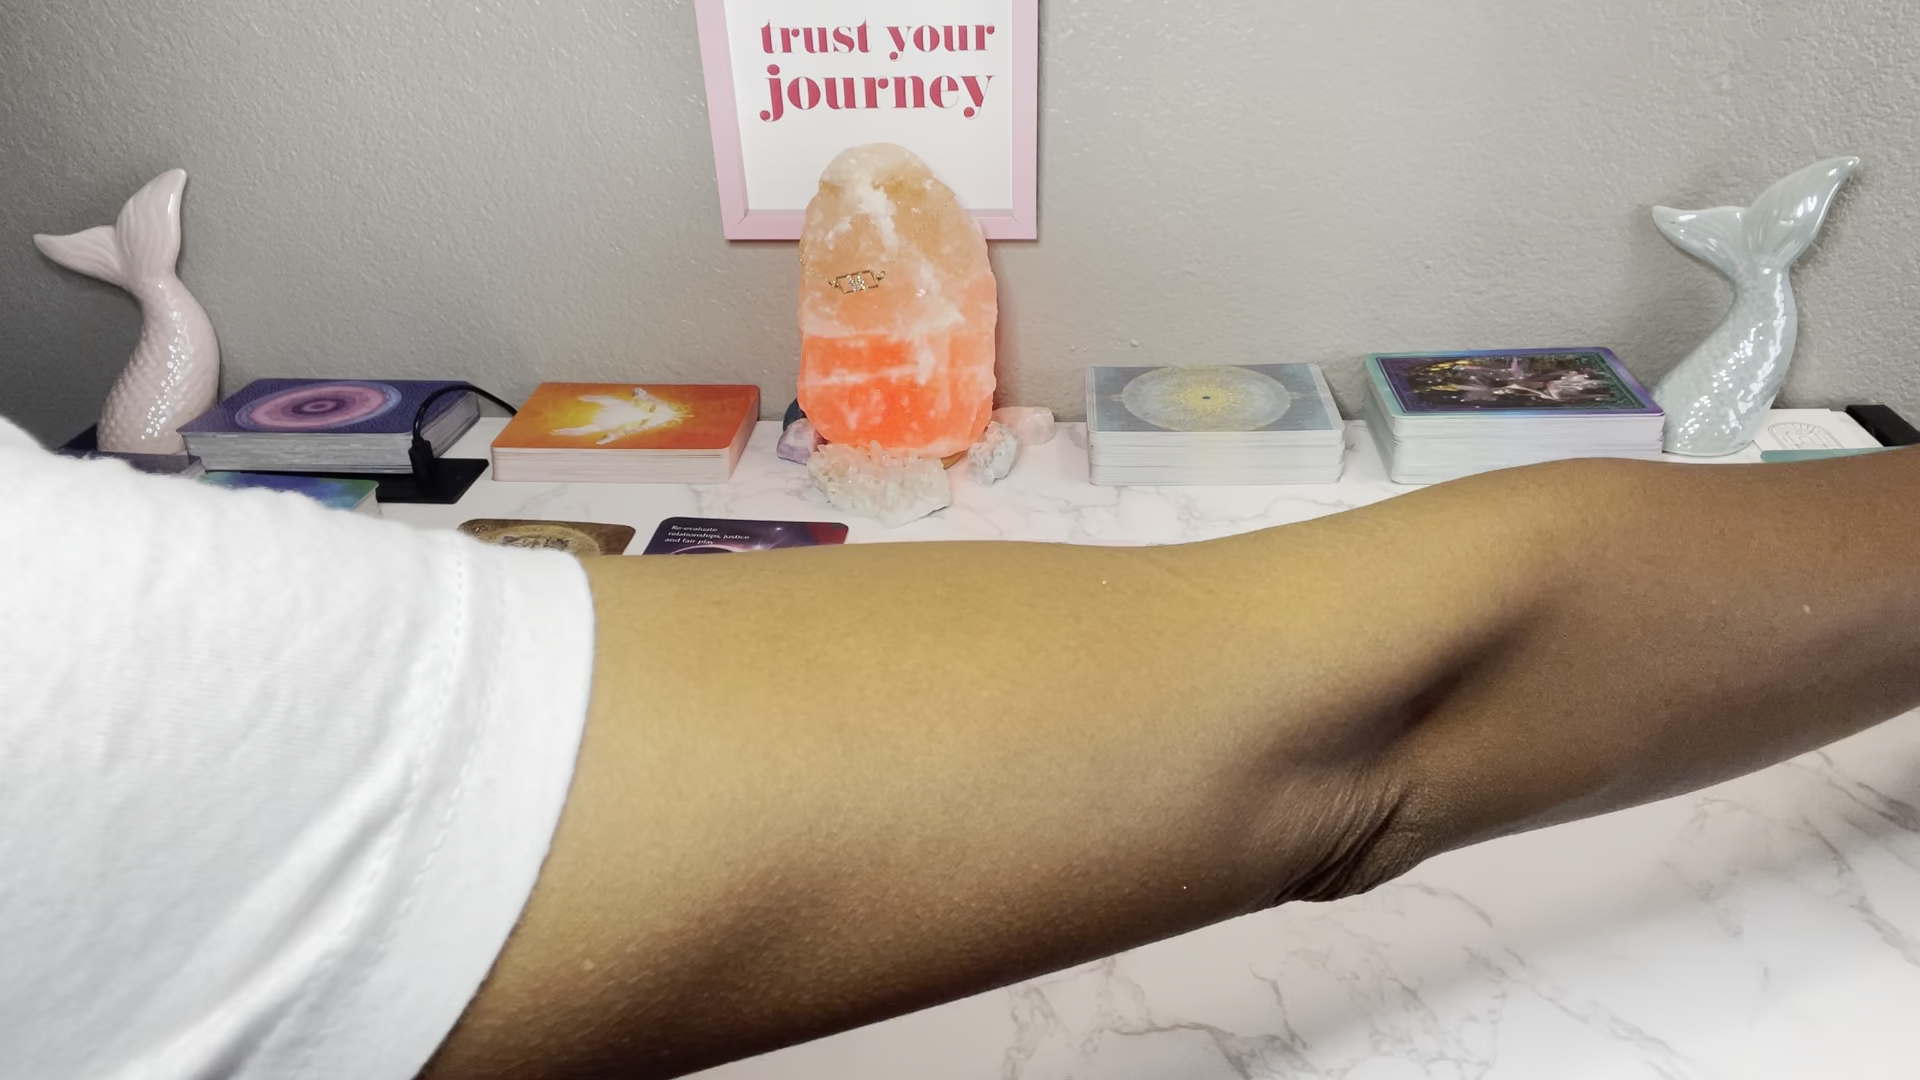 trust your
journey
Re-evaluate
relationships, justice
and fair play